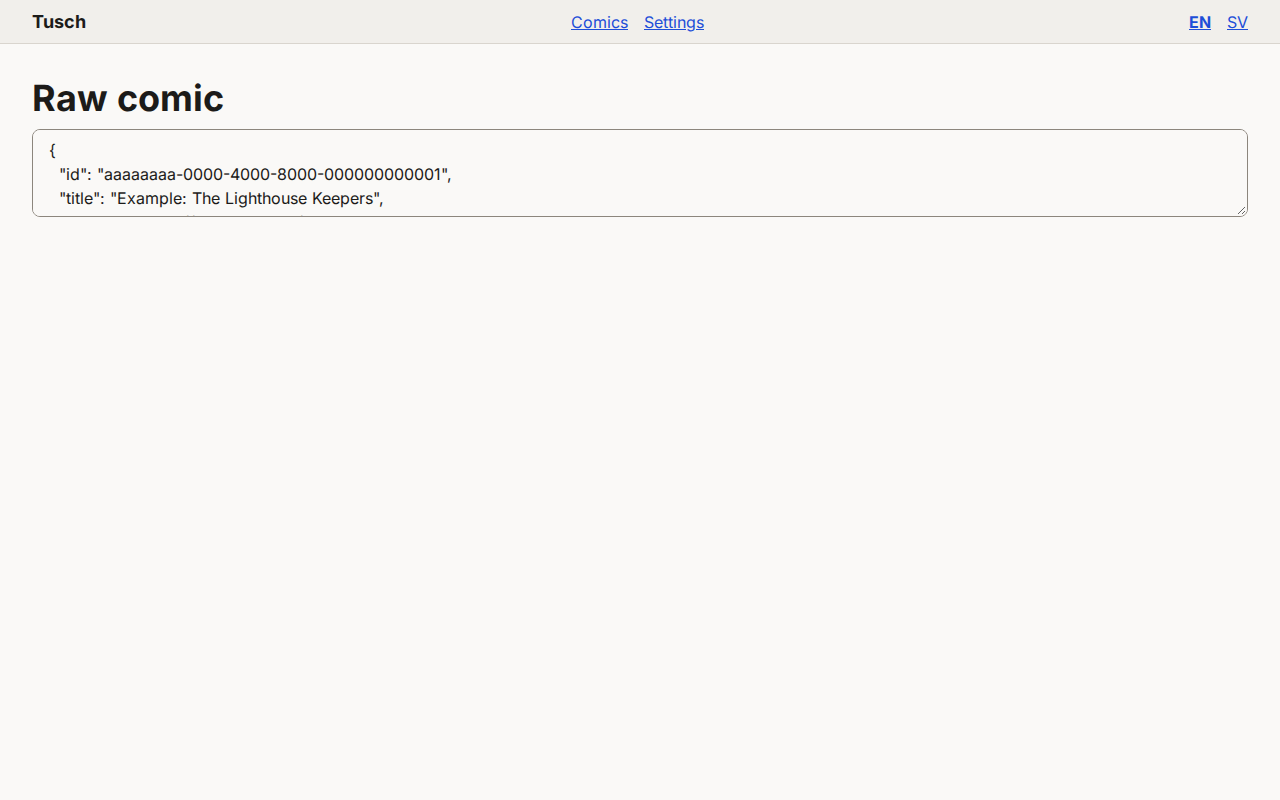 Tusch
Comics Settings
EN SV
Raw comic
{
"id": "aaaaaaaa-0000-4000-8000-000000000001",
"title": "Example: The Lighthouse Keepers",